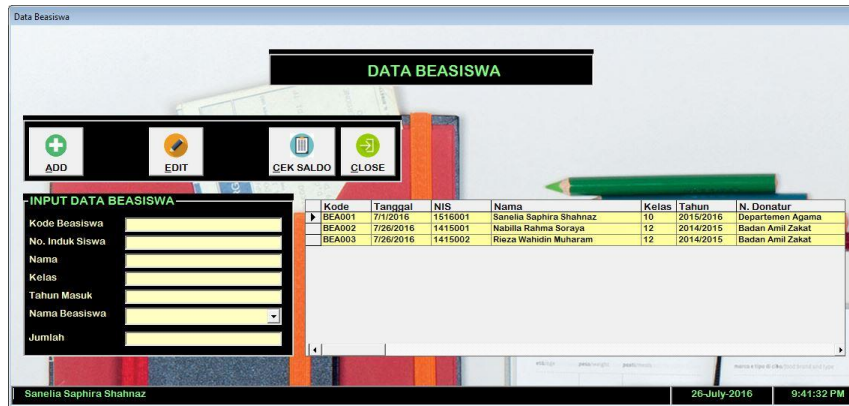 Data Beasiswa
DATA BEASISWA
ADD EDIT CEK SALDO CLOSE
INPUT DATA BEASISWA
Kode Beasiswa
No. Induk Siswa
Nama
Kelas
Tahun Masuk
Nama Beasiswa
Jumlah
Kode Tanggal NIS Nama Kelas Tahun N. Donatur
BEA001 7/1/2016 1516001 Sanelia Saphira Shahnaz 10 2015/2016 Departemen Agama
BEA002 7/26/2016 1415001 Nabilla Rahma Soraya 12 2014/2015 Badan Amil Zakat
BEA003 7/26/2016 1415002 Rieza Wahidin Muharam 12 2014/2015 Badan Amil Zakat
Sanelia Saphira Shahnaz 26-July-2016 9:41:32 PM